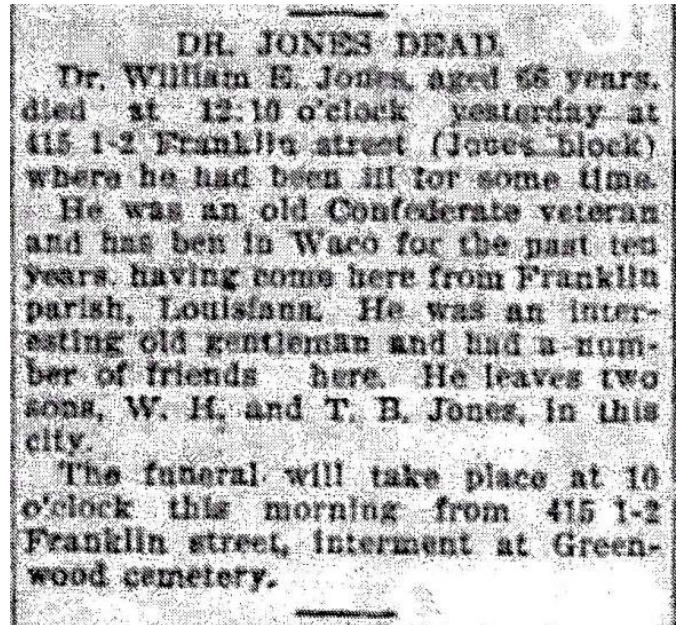 DR. JONES DEAD.
Dr. William E. Jones, aged 68 years,
died at 12:10 o'clock yesterday at
415 1-2 Franklin street (Jones block)
where he had been ill for some time.
He was an old Confederate veteran
and has ben in Waco for the past ten
years, having come here from Franklin
parish, Louisiana. He was an inter-
esting old gentleman and had a num-
ber of friends here. He leaves two
sons, W. H. and T. B. Jones, in this
city.
The funeral will take place at 10
o'clock this morning from 415 1-2
Franklin street, interment at Green-
wood cemetery.